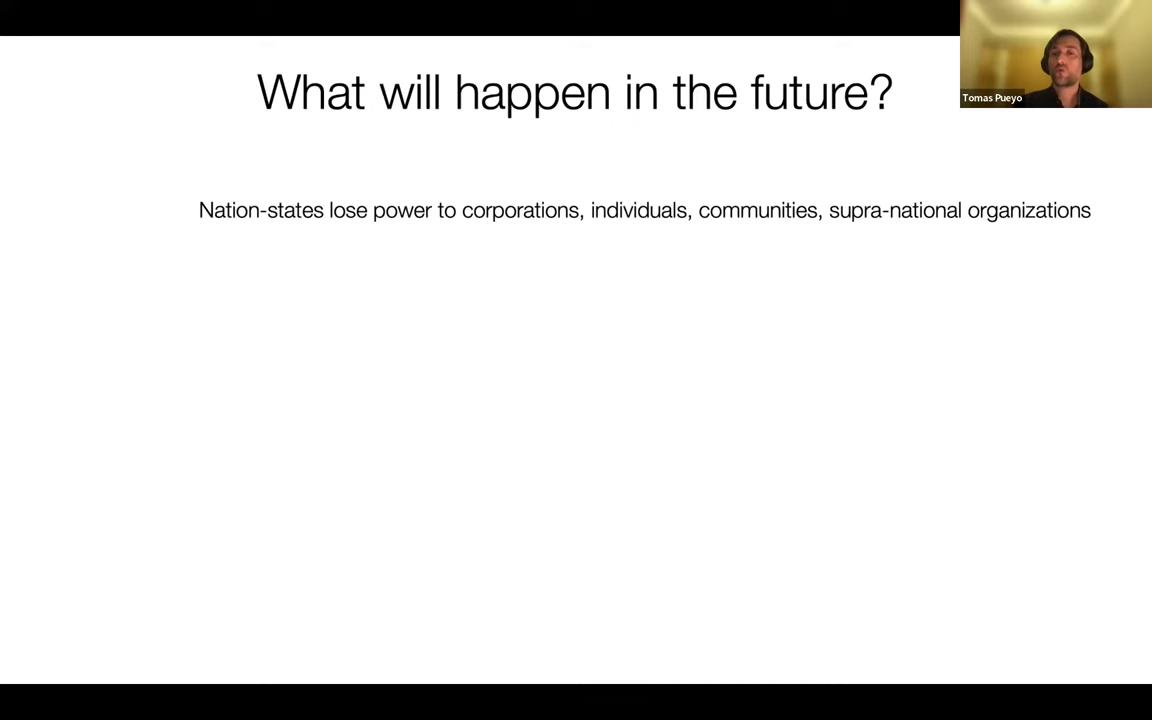 What will happen in the future?
Tomas Pueyo
Nation-states lose power to corporations, individuals, communities, supra-national organizations